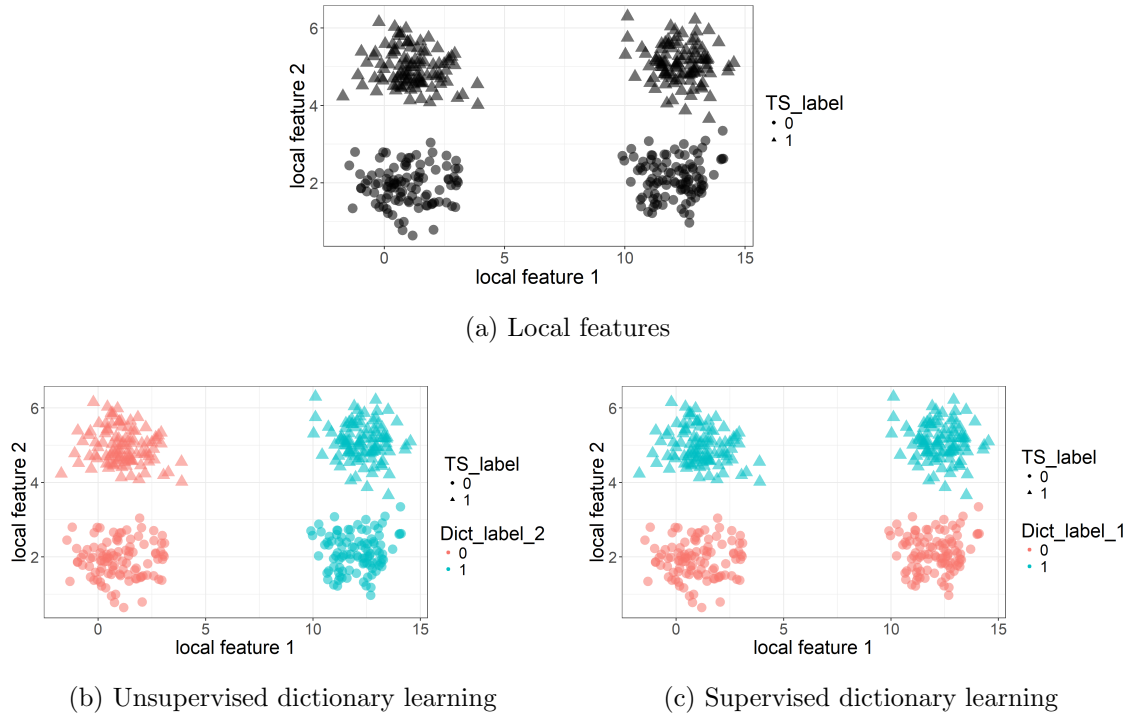 local feature 2
6
4
2
0
5
10
15
local feature 1
TS_label
0
1
(a) Local features
local feature 2
6
4
2
0
5
10
15
local feature 1
TS_label
0
1
Dict_label_2
0
1
(b) Unsupervised dictionary learning
local feature 2
6
4
2
0
5
10
15
local feature 1
TS_label
0
1
Dict_label_1
0
1
(c) Supervised dictionary learning